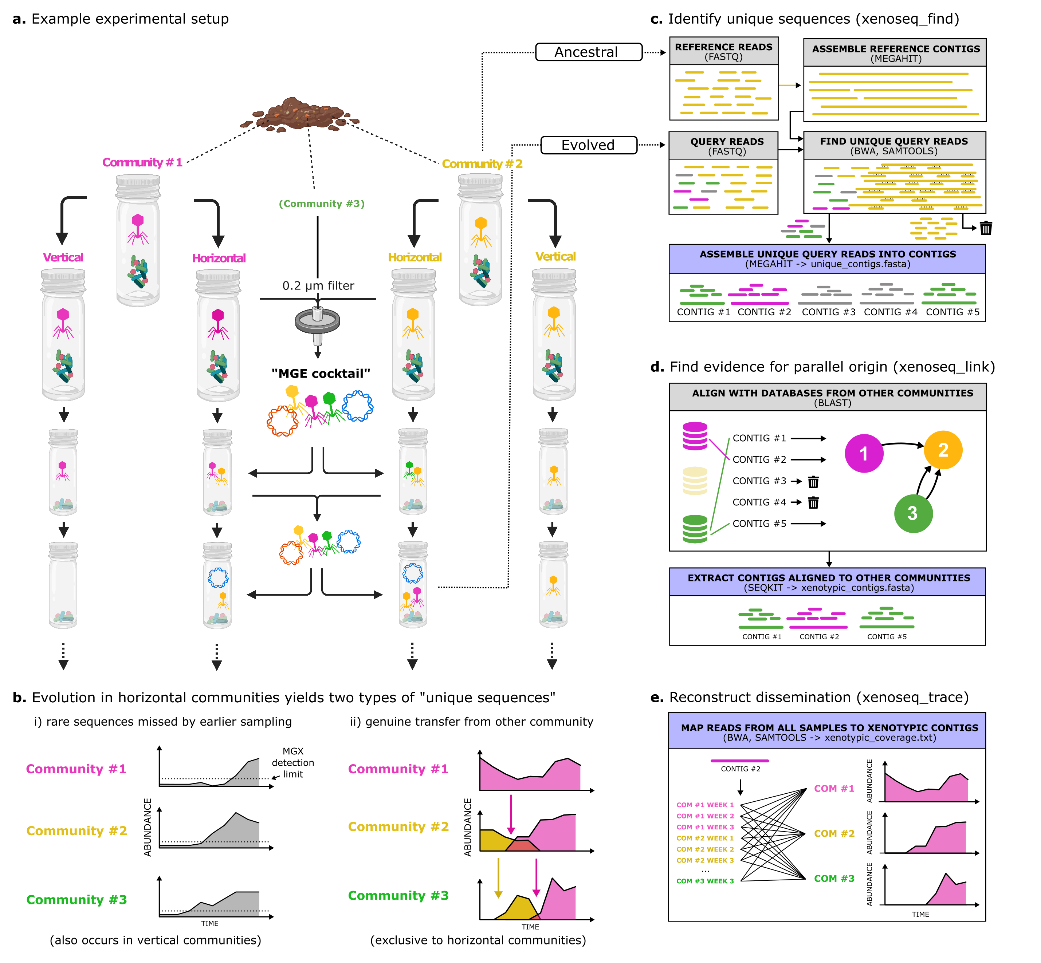 a. Example experimental setup
Community #1
Community #2
(Community #3)
Vertical
Horizontal
Horizontal
Vertical
0.2 µm filter
"MGE cocktail"
Ancestral
Evolved
b. Evolution in horizontal communities yields two types of "unique sequences"
i) rare sequences missed by earlier sampling
Community #1
Community #2
Community #3
ABUNDANCE
MGX
detection
limit
TIME
(also occurs in vertical communities)
ii) genuine transfer from other community
Community #1
Community #2
Community #3
TIME
(exclusive to horizontal communities)
c. Identify unique sequences (xenoseq_find)
REFERENCE READS
(FASTQ)
ASSEMBLE REFERENCE CONTIGS
(MEGAHIT)
QUERY READS
(FASTQ)
FIND UNIQUE QUERY READS
(BWA, SAMTOOLS)
ASSEMBLE UNIQUE QUERY READS INTO CONTIGS
(MEGAHIT -> unique_contigs.fasta)
CONTIG #1 CONTIG #2 CONTIG #3 CONTIG #4 CONTIG #5
d. Find evidence for parallel origin (xenoseq_link)
ALIGN WITH DATABASES FROM OTHER COMMUNITIES
(BLAST)
CONTIG #1
CONTIG #2
CONTIG #3
CONTIG #4
CONTIG #5
1
2
3
EXTRACT CONTIGS ALIGNED TO OTHER COMMUNITIES
(SEQKIT -> xenotypic_contigs.fasta)
CONTIG #1 CONTIG #2 CONTIG #5
e. Reconstruct dissemination (xenoseq_trace)
MAP READS FROM ALL SAMPLES TO XENOTYPIC CONTIGS
(BWA, SAMTOOLS -> xenotypic_coverage.txt)
CONTIG #2
COM #1 WEEK 1
COM #1 WEEK 2
COM #1 WEEK 3
COM #2 WEEK 1
COM #2 WEEK 2
COM #2 WEEK 3
...
COM #3 WEEK 3
COM #1
COM #2
COM #3
ABUNDANCE
ABUNDANCE
ABUNDANCE
TIME